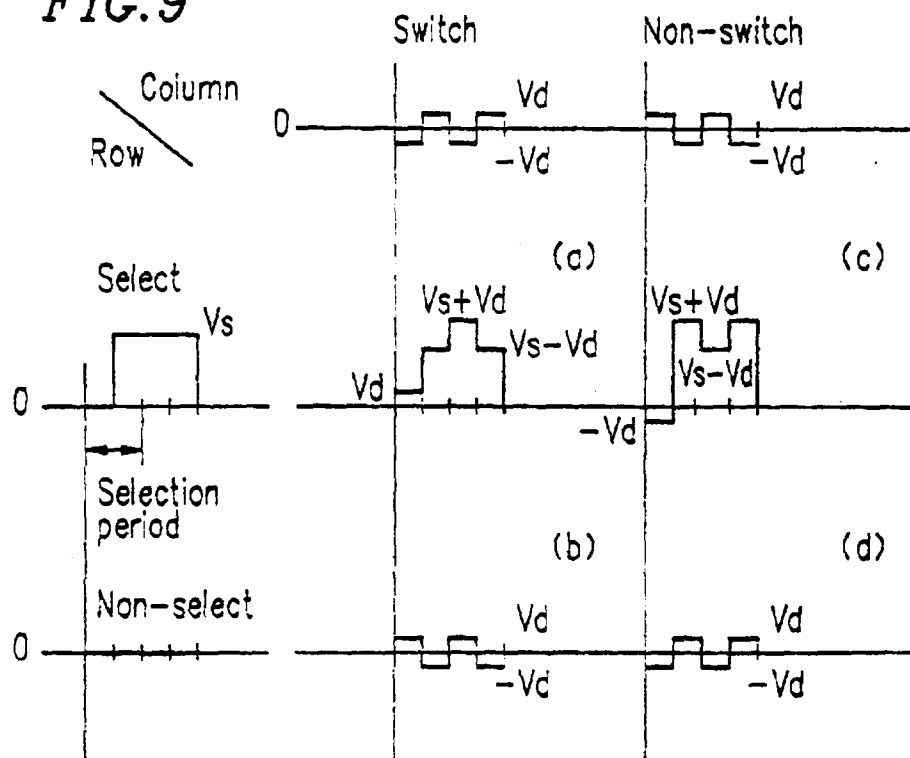 FIG.9
Switch
Non-switch
Coiumn
Row
0
Vd
-Vd
Vd
-Vd
(a)
(c)
Select
Vs
0
Vs+Vd
Vs-Vd
Vd
Vs+Vd
Vs-Vd
-Vd
Selection
period
(b)
(d)
Non-select
0
Vd
-Vd
Vd
-Vd